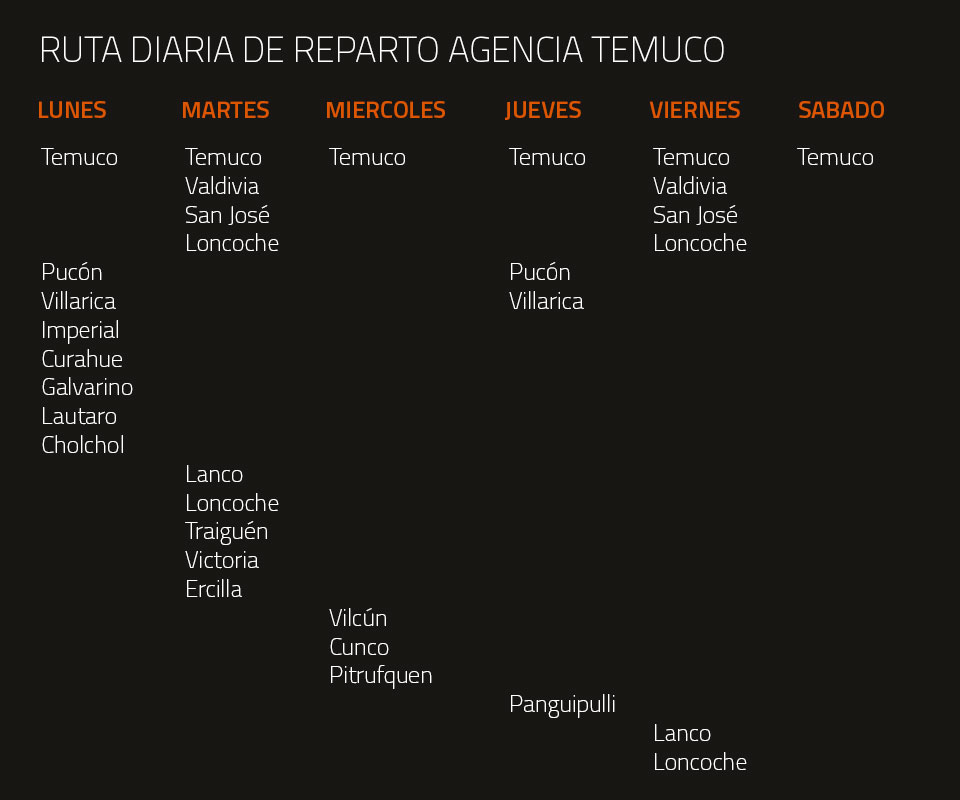 RUTA DIARIA DE REPARTO AGENCIA TEMUCO
LUNES MARTES MIERCOLES JUEVES VIERNES SABADO
Temuco Temuco Temuco Temuco Temuco Temuco
Valdivia Valdivia
San José San José
Loncoche Loncoche
Pucón Pucón
Villarica Villarica
Imperial
Curahue
Galvarino
Lautaro
Cholchol
Lanco
Loncoche
Traiguén
Victoria
Ercilla
Vilcún
Cunco
Pitrufquen
Panguipulli
Lanco
Loncoche